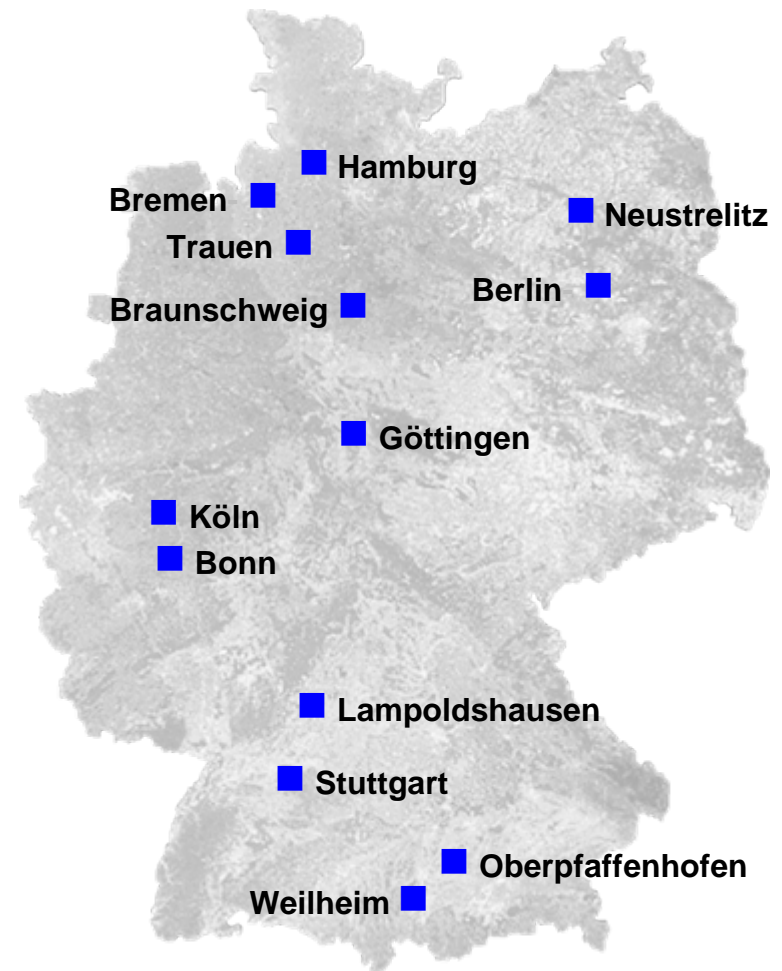 Hamburg
Bremen
Neustrelitz
Trauen
Berlin
Braunschweig
Göttingen
Köln
Bonn
Lampoldshausen
Stuttgart
Oberpfaffenhofen
Weilheim